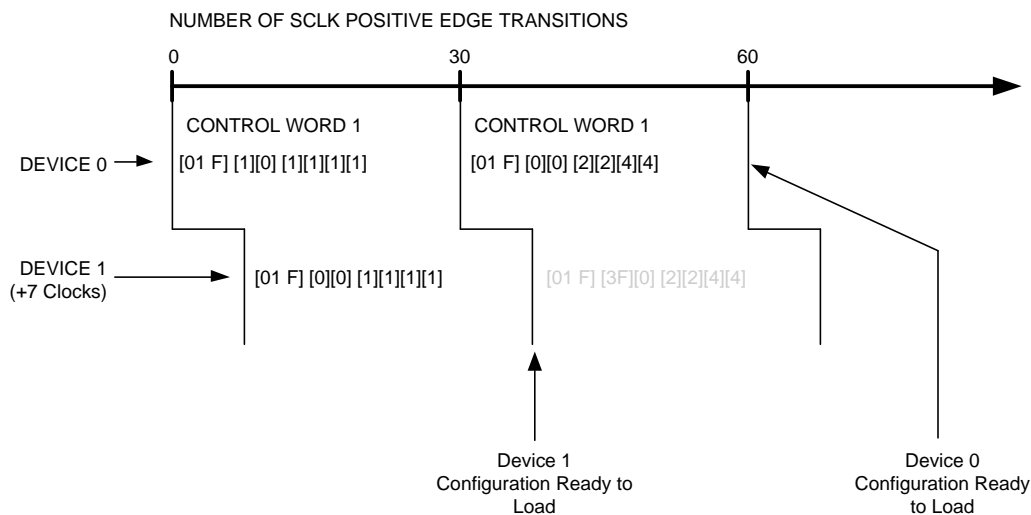 NUMBER OF SCLK POSITIVE EDGE TRANSITIONS
0 30 60
CONTROL WORD 1 CONTROL WORD 1
DEVICE 0 [01 F] [1][0] [1][1][1][1] [01 F] [0][0] [2][2][4][4]
DEVICE 1
(+7 Clocks)
[01 F] [0][0] [1][1][1][1] [01 F] [3F][0] [2][2][4][4]
Device 1
Configuration Ready to
Load
Device 0
Configuration Ready
to Load